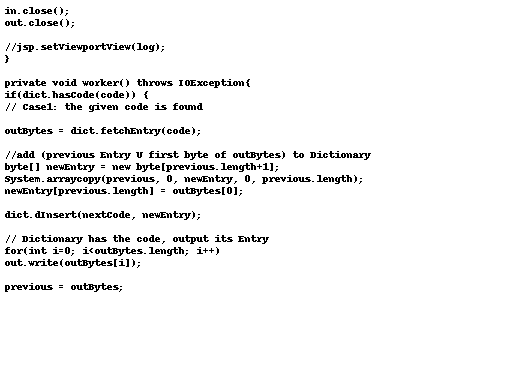 in.close();
out.close();
//jsp.setViewportView(log);
}
private void worker() throws IOException{
if(dict.hasCode(code)) {
// Case1: the given code is found
outBytes = dict.fetchEntry(code);
//add (previous Entry U first byte of outBytes) to Dictionary
byte[] newEntry = new byte[previous.length+1];
System.arraycopy(previous, 0, newEntry, 0, previous.length);
newEntry[previous.length] = outBytes[0];
dict.dInsert(nextCode, newEntry);
// Dictionary has the code, output its Entry
for(int i=0; i<outBytes.length; i++)
out.write(outBytes[i]);
previous = outBytes;